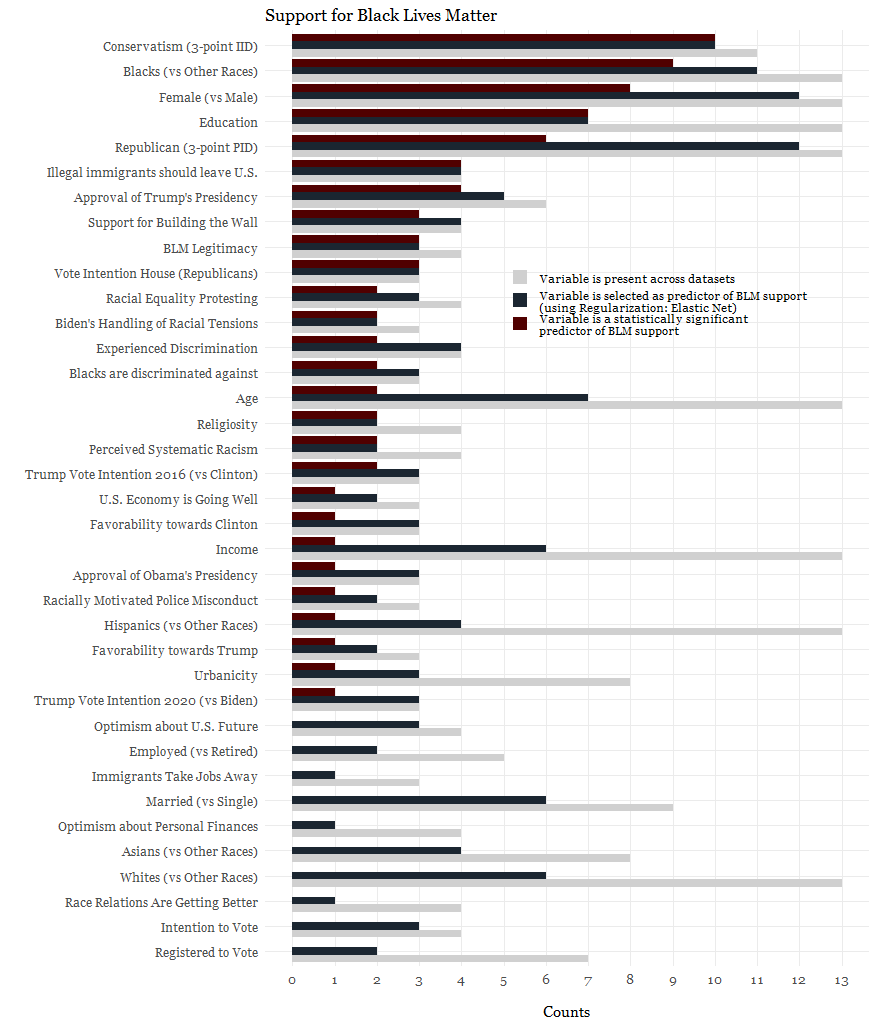 Support for Black Lives Matter
Conservatism (3-point IID)
Blacks (vs Other Races)
Female (vs Male)
Education
Republican (3-point PID)
Illegal immigrants should leave U.S.
Approval of Trump's Presidency
Support for Building the Wall
BLM Legitimacy
Vote Intention House (Republicans)
Racial Equality Protesting
Biden's Handling of Racial Tensions
Experienced Discrimination
Blacks are discriminated against
Age
Religiosity
Perceived Systematic Racism
Trump Vote Intention 2016 (vs Clinton)
U.S. Economy is Going Well
Favorability towards Clinton
Income
Approval of Obama's Presidency
Racially Motivated Police Misconduct
Hispanics (vs Other Races)
Favorability towards Trump
Urbanicity
Trump Vote Intention 2020 (vs Biden)
Optimism about U.S. Future
Employed (vs Retired)
Immigrants Take Jobs Away
Married (vs Single)
Optimism about Personal Finances
Asians (vs Other Races)
Whites (vs Other Races)
Race Relations Are Getting Better
Intention to Vote
Registered to Vote
Variable is present across datasets
Variable is selected as predictor of BLM support
(using Regularization: Elastic Net)
Variable is a statistically significant
predictor of BLM support
0 1 2 3 4 5 6 7 8 9 10 11 12 13
Counts